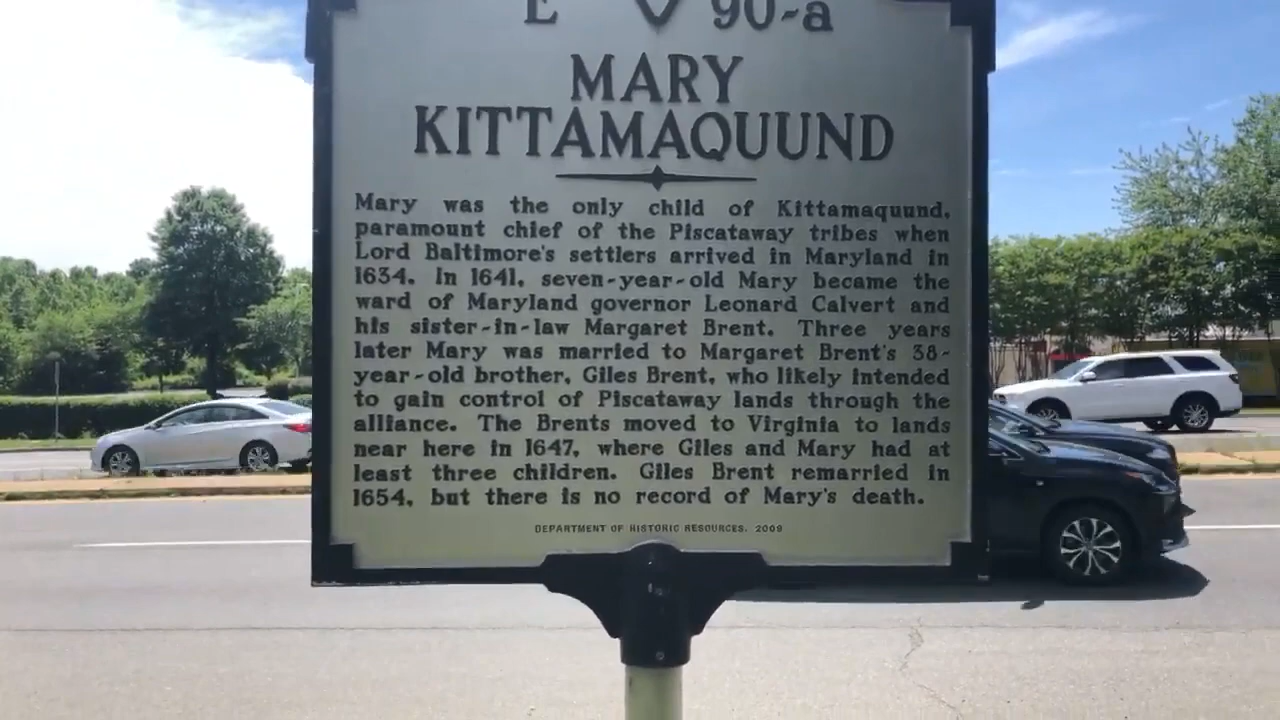 E 90-a
MARY
KITTAMAQUUND
Mary was the only child of Kittamaquund,
paramount chief of the Piscataway tribes when
Lord Baltimore's settlers arrived in Maryland in
1634. In 1641, seven-year-old Mary became the
ward of Maryland governor Leonard Calvert and
his sister-in-law Margaret Brent. Three years
later Mary was married to Margaret Brent's 38-
year-old brother, Giles Brent, who likely intended
to gain control of Piscataway lands through the
alliance. The Brents moved to Virginia to lands
near here in 1647, where Giles and Mary had at
least three children. Giles Brent remarried in
1654, but there is no record of Mary's death.
DEPARTMENT OF HISTORIC RESOURCES, 2009